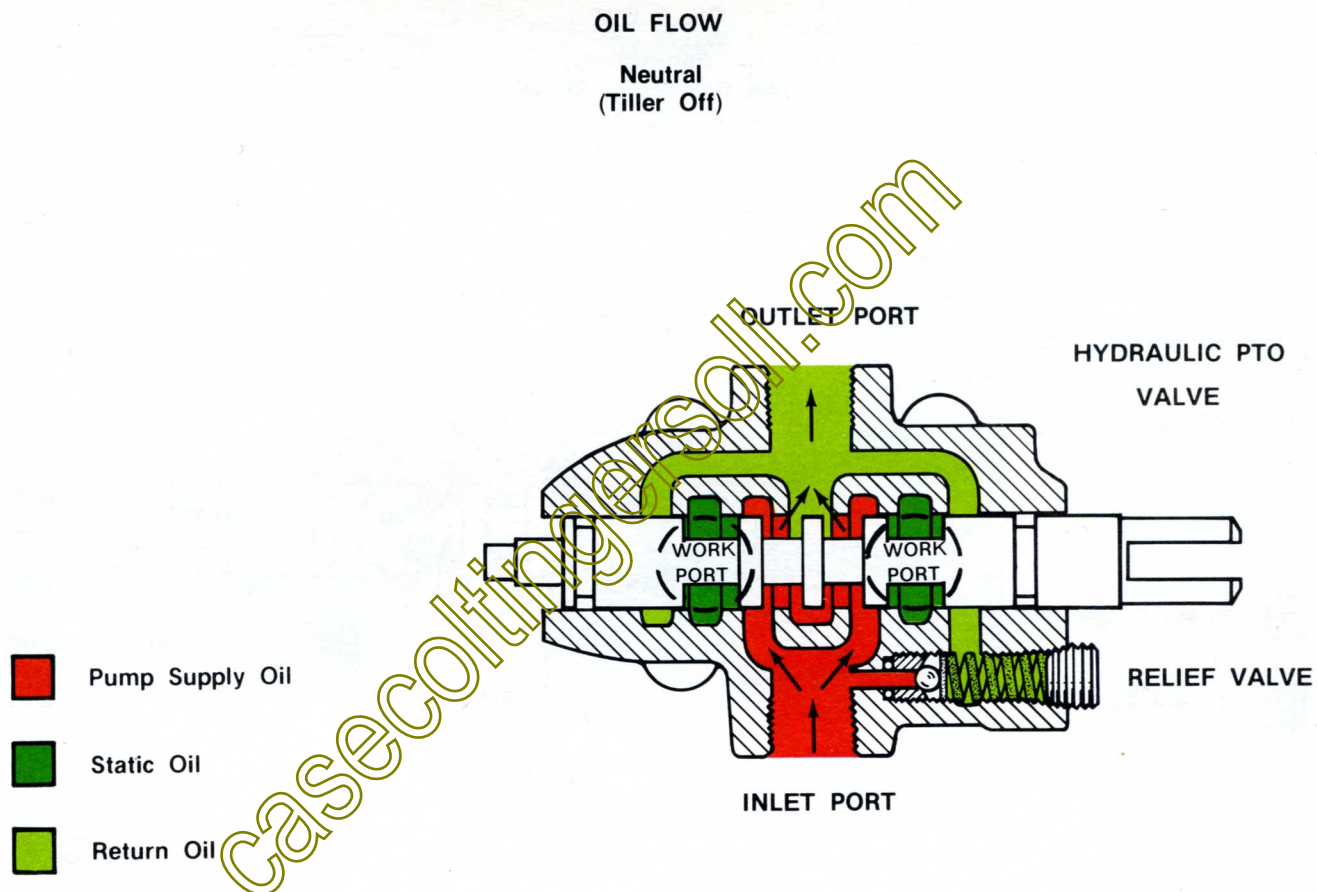 OIL FLOW
Neutral
(Tiller Off)
OUTLET PORT
HYDRAULIC PTO
VALVE
WORK
PORT
WORK
PORT
Pump Supply Oil
RELIEF VALVE
Static Oil
INLET PORT
Return Oil
casecoltingersoll.com